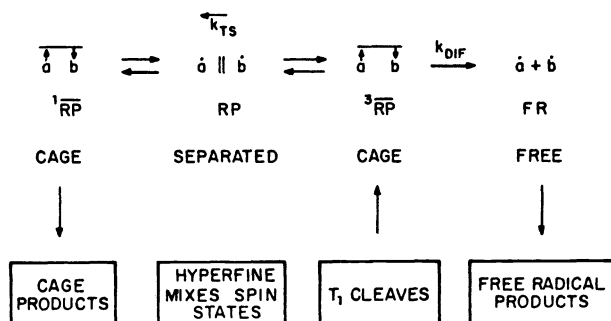 k_TS
ȧ ḃ ȧ || ḃ ȧ ḃ k_DIF ȧ + ḃ
¹RP RP ³RP FR
CAGE SEPARATED CAGE FREE
CAGE PRODUCTS
HYPERFINE MIXES SPIN STATES
T₁ CLEAVES
FREE RADICAL PRODUCTS